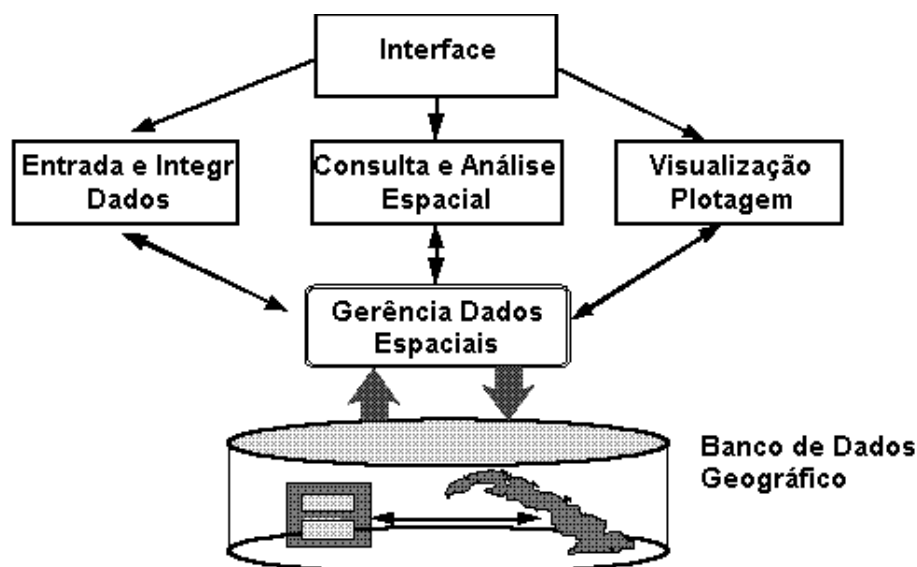 Interface
Entrada e Integr
Dados
Consulta e Análise
Espacial
Visualização
Plotagem
Gerência Dados
Espaciais
Banco de Dados
Geográfico